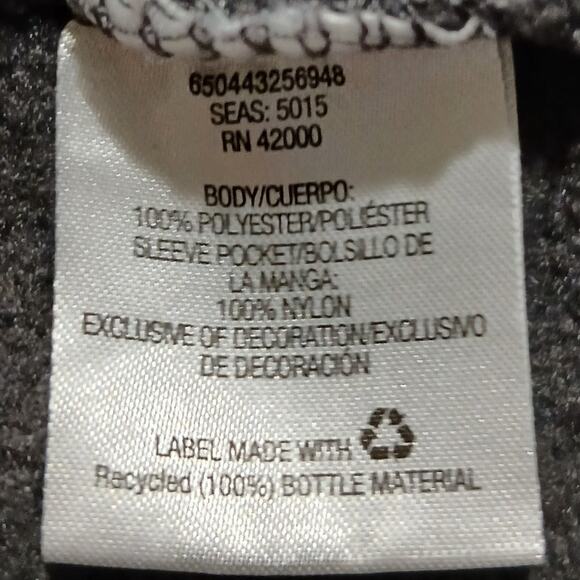 650443256948
SEAS: 5015
RN 42000
BODY/CUERPO:
100% POLYESTER/POLIÉSTER
SLEEVE POCKET/BOLSILLO DE
LA MANGA:
100% NYLON
EXCLUSIVE OF DECORATION/EXCLUSIVO
DE DECORACIÓN
LABEL MADE WITH
Recycled (100%) BOTTLE MATERIAL